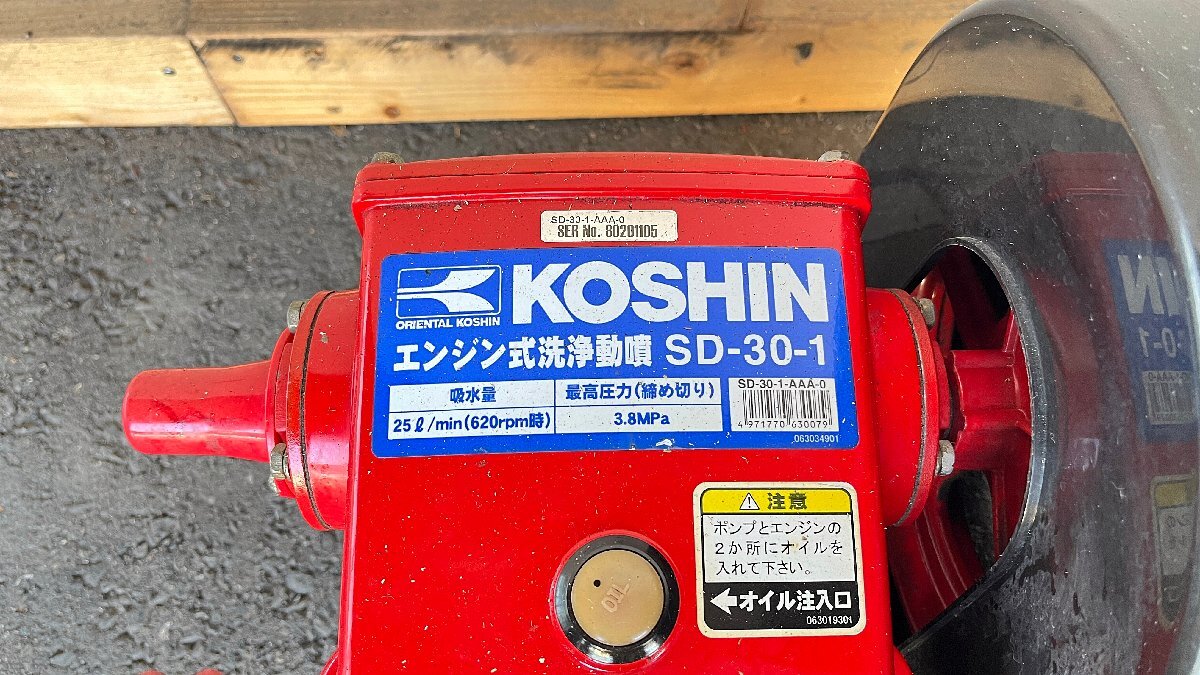 SD-30-1-AAA-0
SER No. 60201105
KOSHIN
ORIENTAL KOSHIN
エンジン式洗浄動噴 SD-30-1
吸水量
最高圧力(締め切り)
25ℓ/min(620rpm時)
3.8MPa
SD-30-1-AAA-0
4 971770 630079
063034901
⚠注意
ポンプとエンジンの
2か所にオイルを
入れて下さい。
←オイル注入口
063019301
OIL